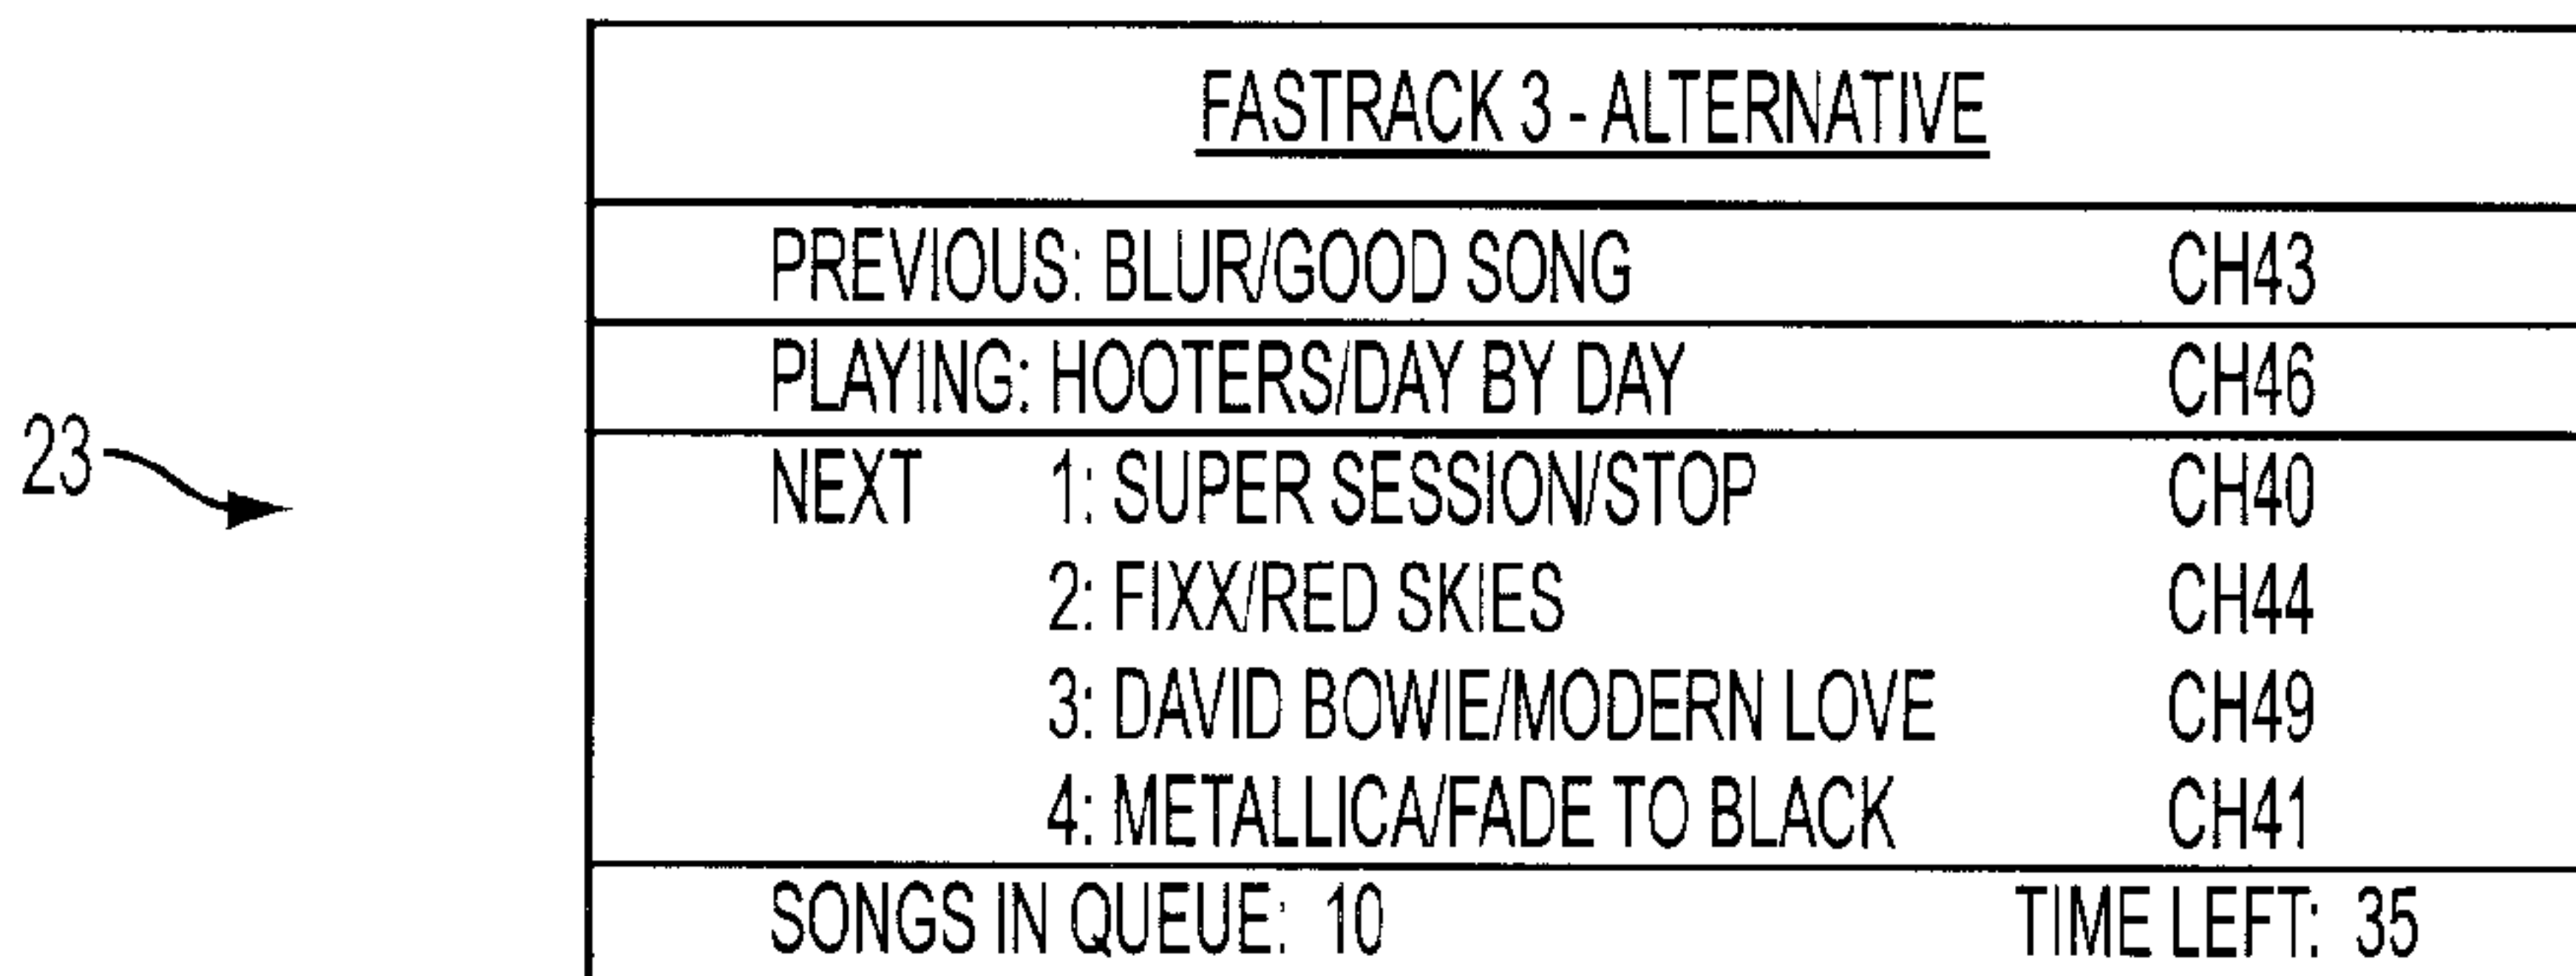 FASTRACK 3 - ALTERNATIVE
PREVIOUS: BLUR/GOOD SONG CH43
PLAYING: HOOTERS/DAY BY DAY CH46
23
NEXT 1: SUPER SESSION/STOP CH40
2: FIXX/RED SKIES CH44
3: DAVID BOWIE/MODERN LOVE CH49
4: METALLICA/FADE TO BLACK CH41
SONGS IN QUEUE: 10 TIME LEFT: 35